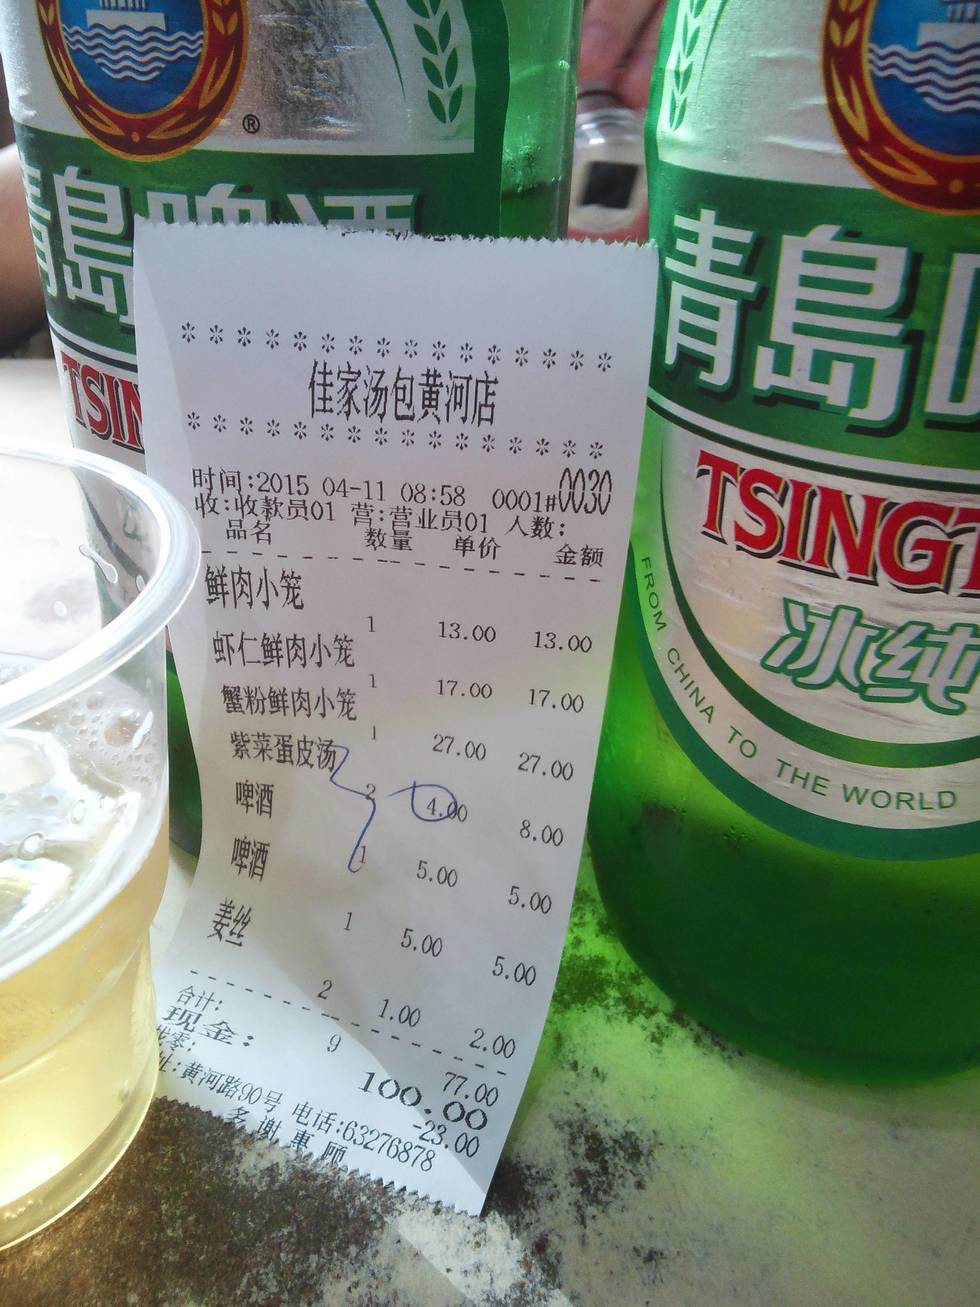 ®
青島啤酒
TSIN
青島
TSINGT
冰纯
FROM CHINA TO THE WORLD
* * * * * * * * * * * * * * * *
佳家汤包黄河店
* * * * * * * * * * * * * * * *
时间:2015 04-11 08:58 0001#0030
收:收款员01 营:营业员01 人数:
品名 数量 单价 金额
鲜肉小笼
1 13.00 13.00
虾仁鲜肉小笼
1 17.00 17.00
蟹粉鲜肉小笼
1 27.00 27.00
紫菜蛋皮汤
2 4.00 8.00
啤酒
1 5.00 5.00
啤酒
1 5.00 5.00
姜丝
2 1.00 2.00
合计: 9 77.00
现金: 100.00
找零: -23.00
址:黄河路90号 电话:63276878
多谢惠顾